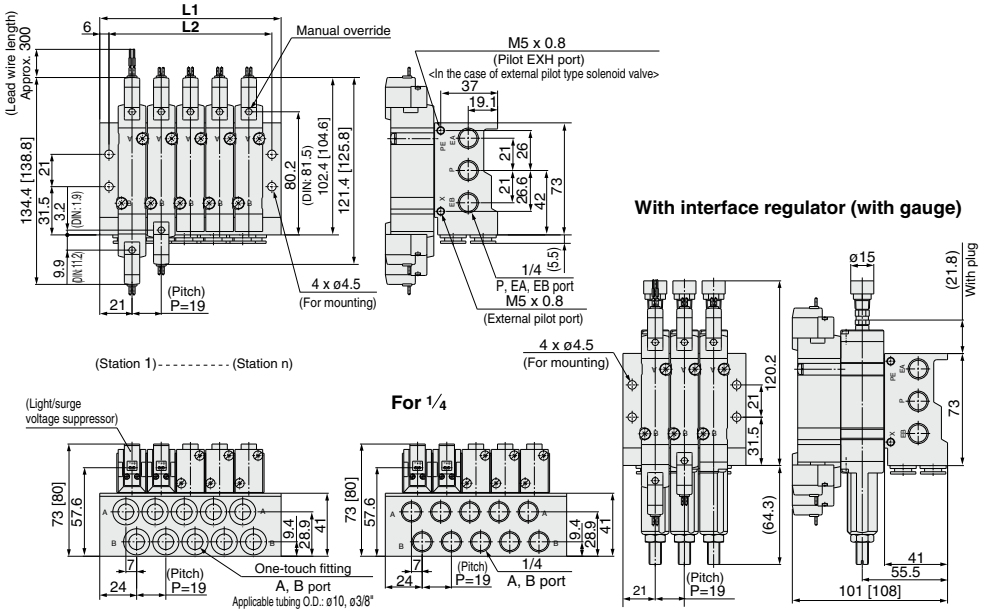 L1
L2
6
Manual override
(Lead wire length)
Approx. 300
134.4 [138.8]
21
31.5
3.2
(DIN: 1.9)
9.9
(DIN: 11.2)
A
A
A
A
A
B
B
B
B
B
80.2
(DIN: 81.5)
102.4 [104.6]
121.4 [125.8]
21
(Pitch)
P=19
4 x ø4.5
(For mounting)
(Station 1) - - - - - - - - - - (Station n)
M5 x 0.8
(Pilot EXH port)
<In the case of external pilot type solenoid valve>
37
19.1
PE
EA
P
X
EB
21
26
21
26.6
42
73
(5.5)
1/4
P, EA, EB port
M5 x 0.8
(External pilot port)
With interface regulator (with gauge)
4 x ø4.5
(For mounting)
A
A
A
B
B
B
21
31.5
120.2
(64.3)
21
(Pitch)
P=19
ø15
(21.8)
With plug
PE
EA
P
X
EB
73
41
55.5
101 [108]
(Light/surge
voltage suppressor)
73 [80]
57.6
A
A
B
B
7
24
(Pitch)
P=19
9.4
28.9
41
One-touch fitting
A, B port
Applicable tubing O.D.: ø10, ø3/8"
For 1/4
73 [80]
57.6
A
A
B
B
7
24
(Pitch)
P=19
1/4
A, B port
9.4
28.9
41